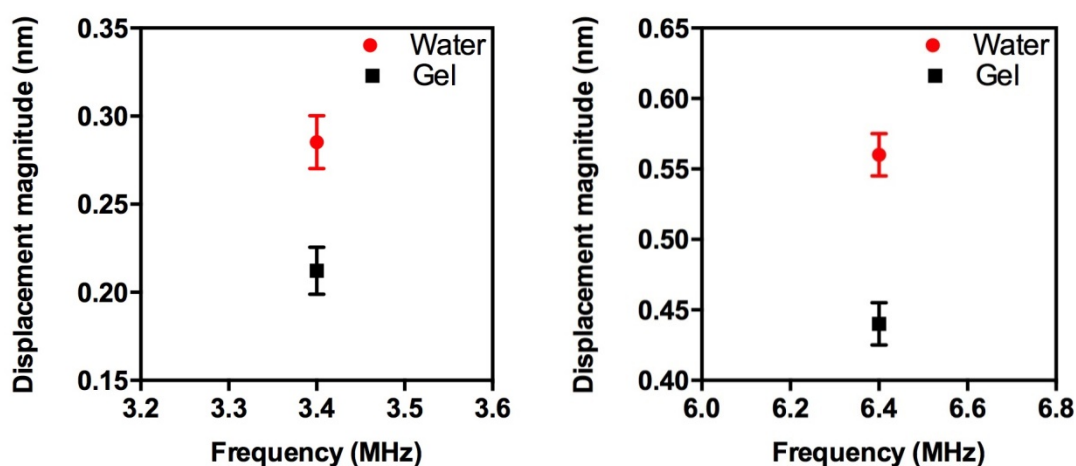 Displacement magnitude (nm)
0.35
0.30
0.25
0.20
0.15
Water
Gel
3.2 3.3 3.4 3.5 3.6
Frequency (MHz)
Displacement magnitude (nm)
0.65
0.60
0.55
0.50
0.45
0.40
Water
Gel
6.0 6.2 6.4 6.6 6.8
Frequency (MHz)